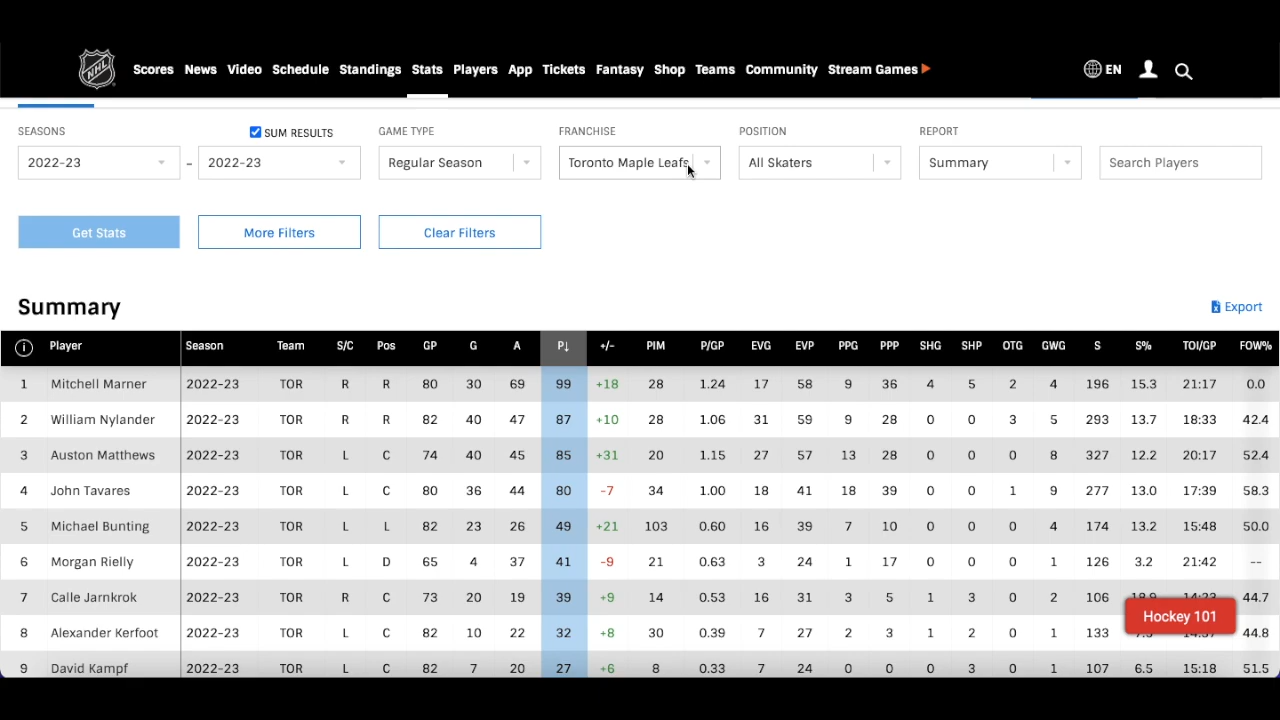 NHL Scores News Video Schedule Standings Stats Players App Tickets Fantasy Shop Teams Community Stream Games EN
SEASONS SUM RESULTS GAME TYPE FRANCHISE POSITION REPORT
2022-23 - 2022-23 Regular Season Toronto Maple Leafs All Skaters Summary Search Players
Get Stats More Filters Clear Filters
Summary Export
i Player Season Team S/C Pos GP G A P↓ +/- PIM P/GP EVG EVP PPG PPP SHG SHP OTG GWG S S% TOI/GP FOW%
1 Mitchell Marner 2022-23 TOR R R 80 30 69 99 +18 28 1.24 17 58 9 36 4 5 2 4 196 15.3 21:17 0.0
2 William Nylander 2022-23 TOR R R 82 40 47 87 +10 28 1.06 31 59 9 28 0 0 3 5 293 13.7 18:33 42.4
3 Auston Matthews 2022-23 TOR L C 74 40 45 85 +31 20 1.15 27 57 13 28 0 0 0 8 327 12.2 20:17 52.4
4 John Tavares 2022-23 TOR L C 80 36 44 80 -7 34 1.00 18 41 18 39 0 0 1 9 277 13.0 17:39 58.3
5 Michael Bunting 2022-23 TOR L L 82 23 26 49 +21 103 0.60 16 39 7 10 0 0 0 4 174 13.2 15:48 50.0
6 Morgan Rielly 2022-23 TOR L D 65 4 37 41 -9 21 0.63 3 24 1 17 0 0 0 1 126 3.2 21:42 --
7 Calle Jarnkrok 2022-23 TOR R C 73 20 19 39 +9 14 0.53 16 31 3 5 1 3 0 2 106 44.7
Hockey 101
8 Alexander Kerfoot 2022-23 TOR L C 82 10 22 32 +8 30 0.39 7 27 2 3 1 2 0 1 133 44.8
9 David Kampf 2022-23 TOR L C 82 7 20 27 +6 8 0.33 7 24 0 0 0 3 0 1 107 6.5 15:18 51.5